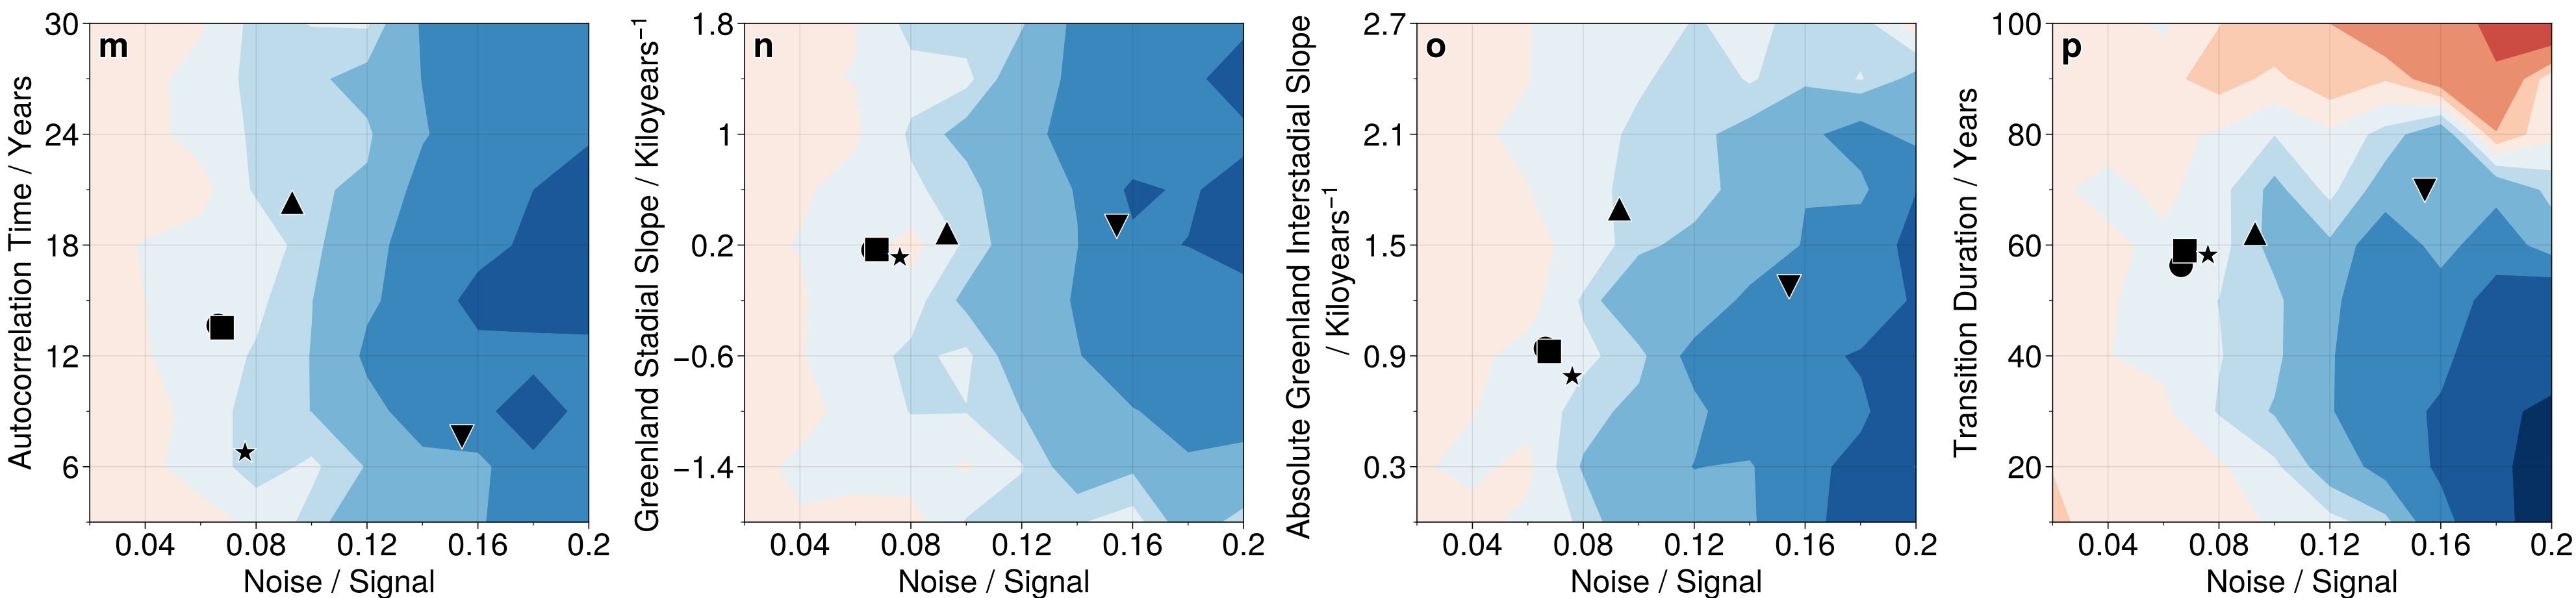 m
30
24
18
12
6
Autocorrelation Time / Years
0.04 0.08 0.12 0.16 0.2
Noise / Signal
n
1.8
1
0.2
−0.6
−1.4
Greenland Stadial Slope / Kiloyears⁻¹
0.04 0.08 0.12 0.16 0.2
Noise / Signal
o
2.7
2.1
1.5
0.9
0.3
Absolute Greenland Interstadial Slope
/ Kiloyears⁻¹
0.04 0.08 0.12 0.16 0.2
Noise / Signal
p
100
80
60
40
20
Transition Duration / Years
0.04 0.08 0.12 0.16 0.2
Noise / Signal